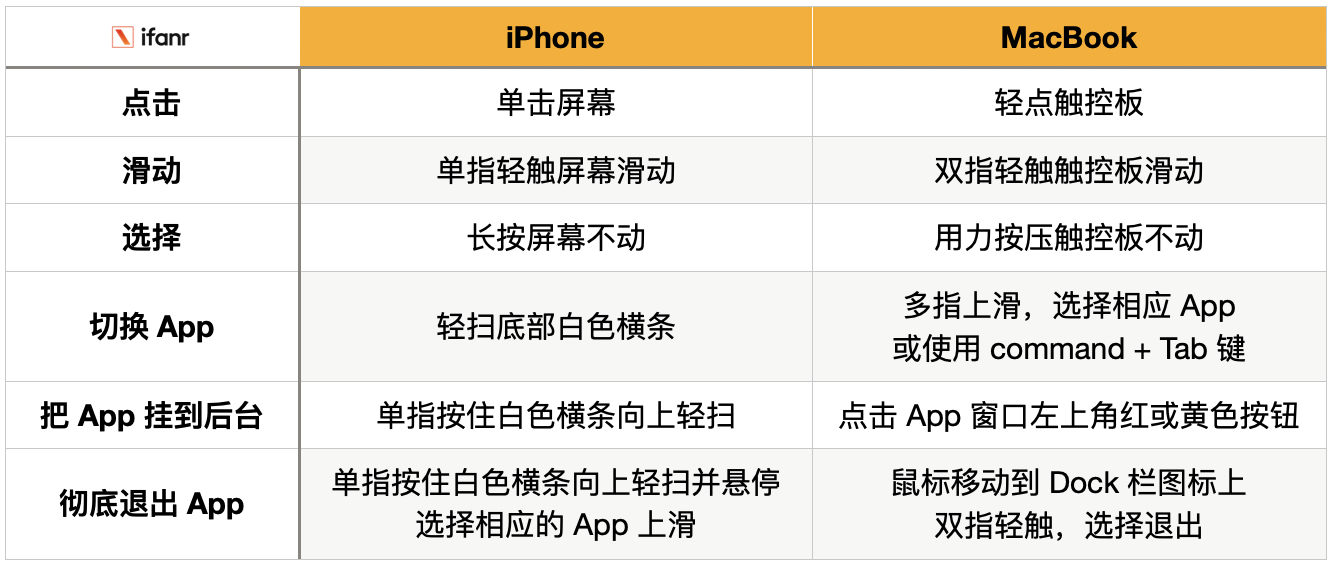 ifanr
iPhone
MacBook
点击
单击屏幕
轻点触控板
滑动
单指轻触屏幕滑动
双指轻触触控板滑动
选择
长按屏幕不动
用力按压触控板不动
切换 App
轻扫底部白色横条
多指上滑，选择相应 App
或使用 command + Tab 键
把 App 挂到后台
单指按住白色横条向上轻扫
点击 App 窗口左上角红或黄色按钮
彻底退出 App
单指按住白色横条向上轻扫并悬停
选择相应的 App 上滑
鼠标移动到 Dock 栏图标上
双指轻触，选择退出